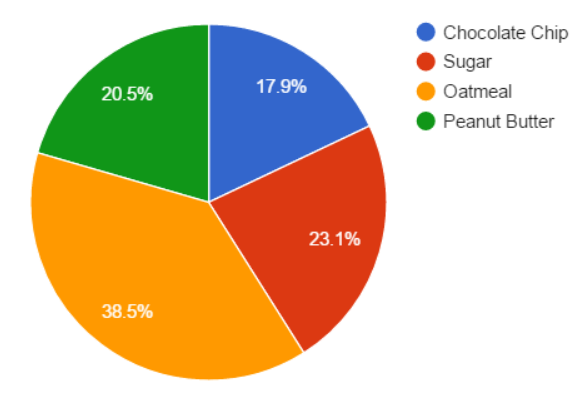 Chocolate Chip
Sugar
Oatmeal
Peanut Butter
17.9%
20.5%
23.1%
38.5%